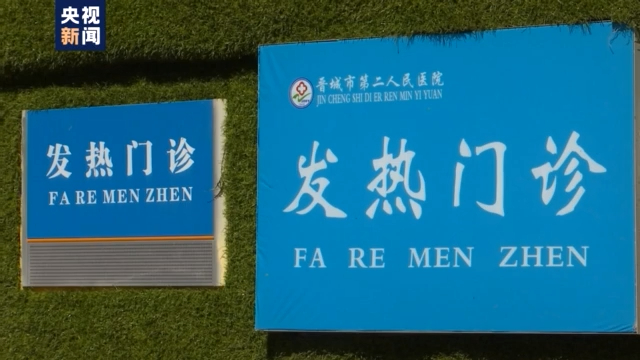 央视
新闻
发热门诊
FA RE MEN ZHEN
晋城市第二人民医院
JIN CHENG SHI DI ER REN MIN YI YUAN
发热门诊
FA RE MEN ZHEN